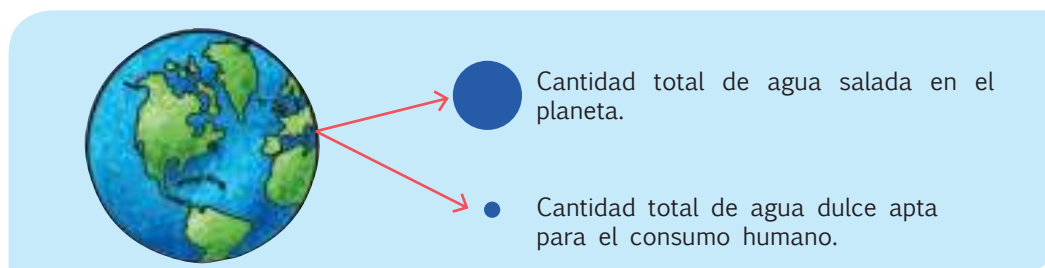 Cantidad total de agua salada en el
planeta.
Cantidad total de agua dulce apta
para el consumo humano.